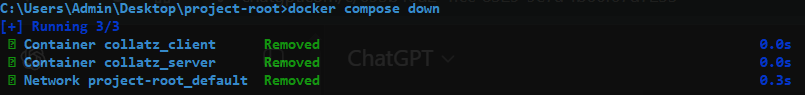 C:\Users\Admin\Desktop\project-root>docker compose down
[+] Running 3/3
Container collatz_client Removed 0.0s
Container collatz_server Removed 0.0s
ChatGPT
Network project-root_default Removed 0.3s